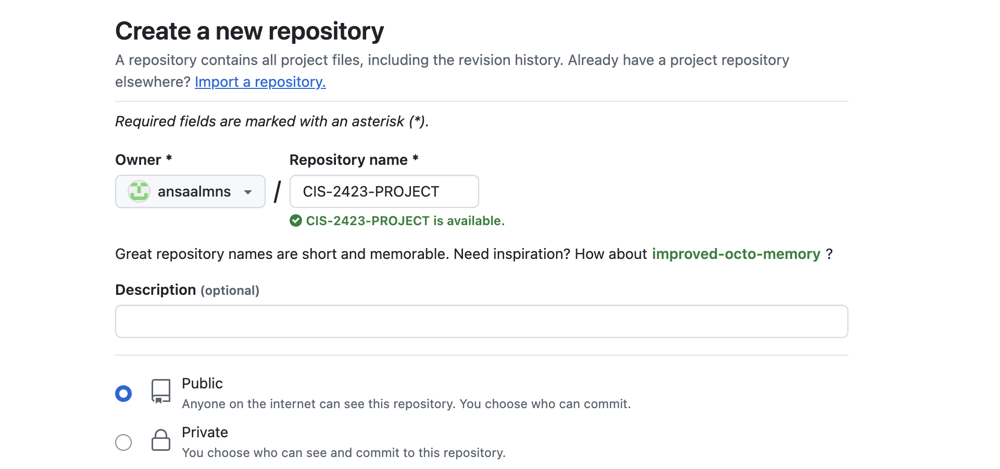 Create a new repository
A repository contains all project files, including the revision history. Already have a project repository
elsewhere? Import a repository.
Required fields are marked with an asterisk (*).
Owner * Repository name *
ansaalmns / CIS-2423-PROJECT
CIS-2423-PROJECT is available.
Great repository names are short and memorable. Need inspiration? How about improved-octo-memory ?
Description (optional)
Public
Anyone on the internet can see this repository. You choose who can commit.
Private
You choose who can see and commit to this repository.